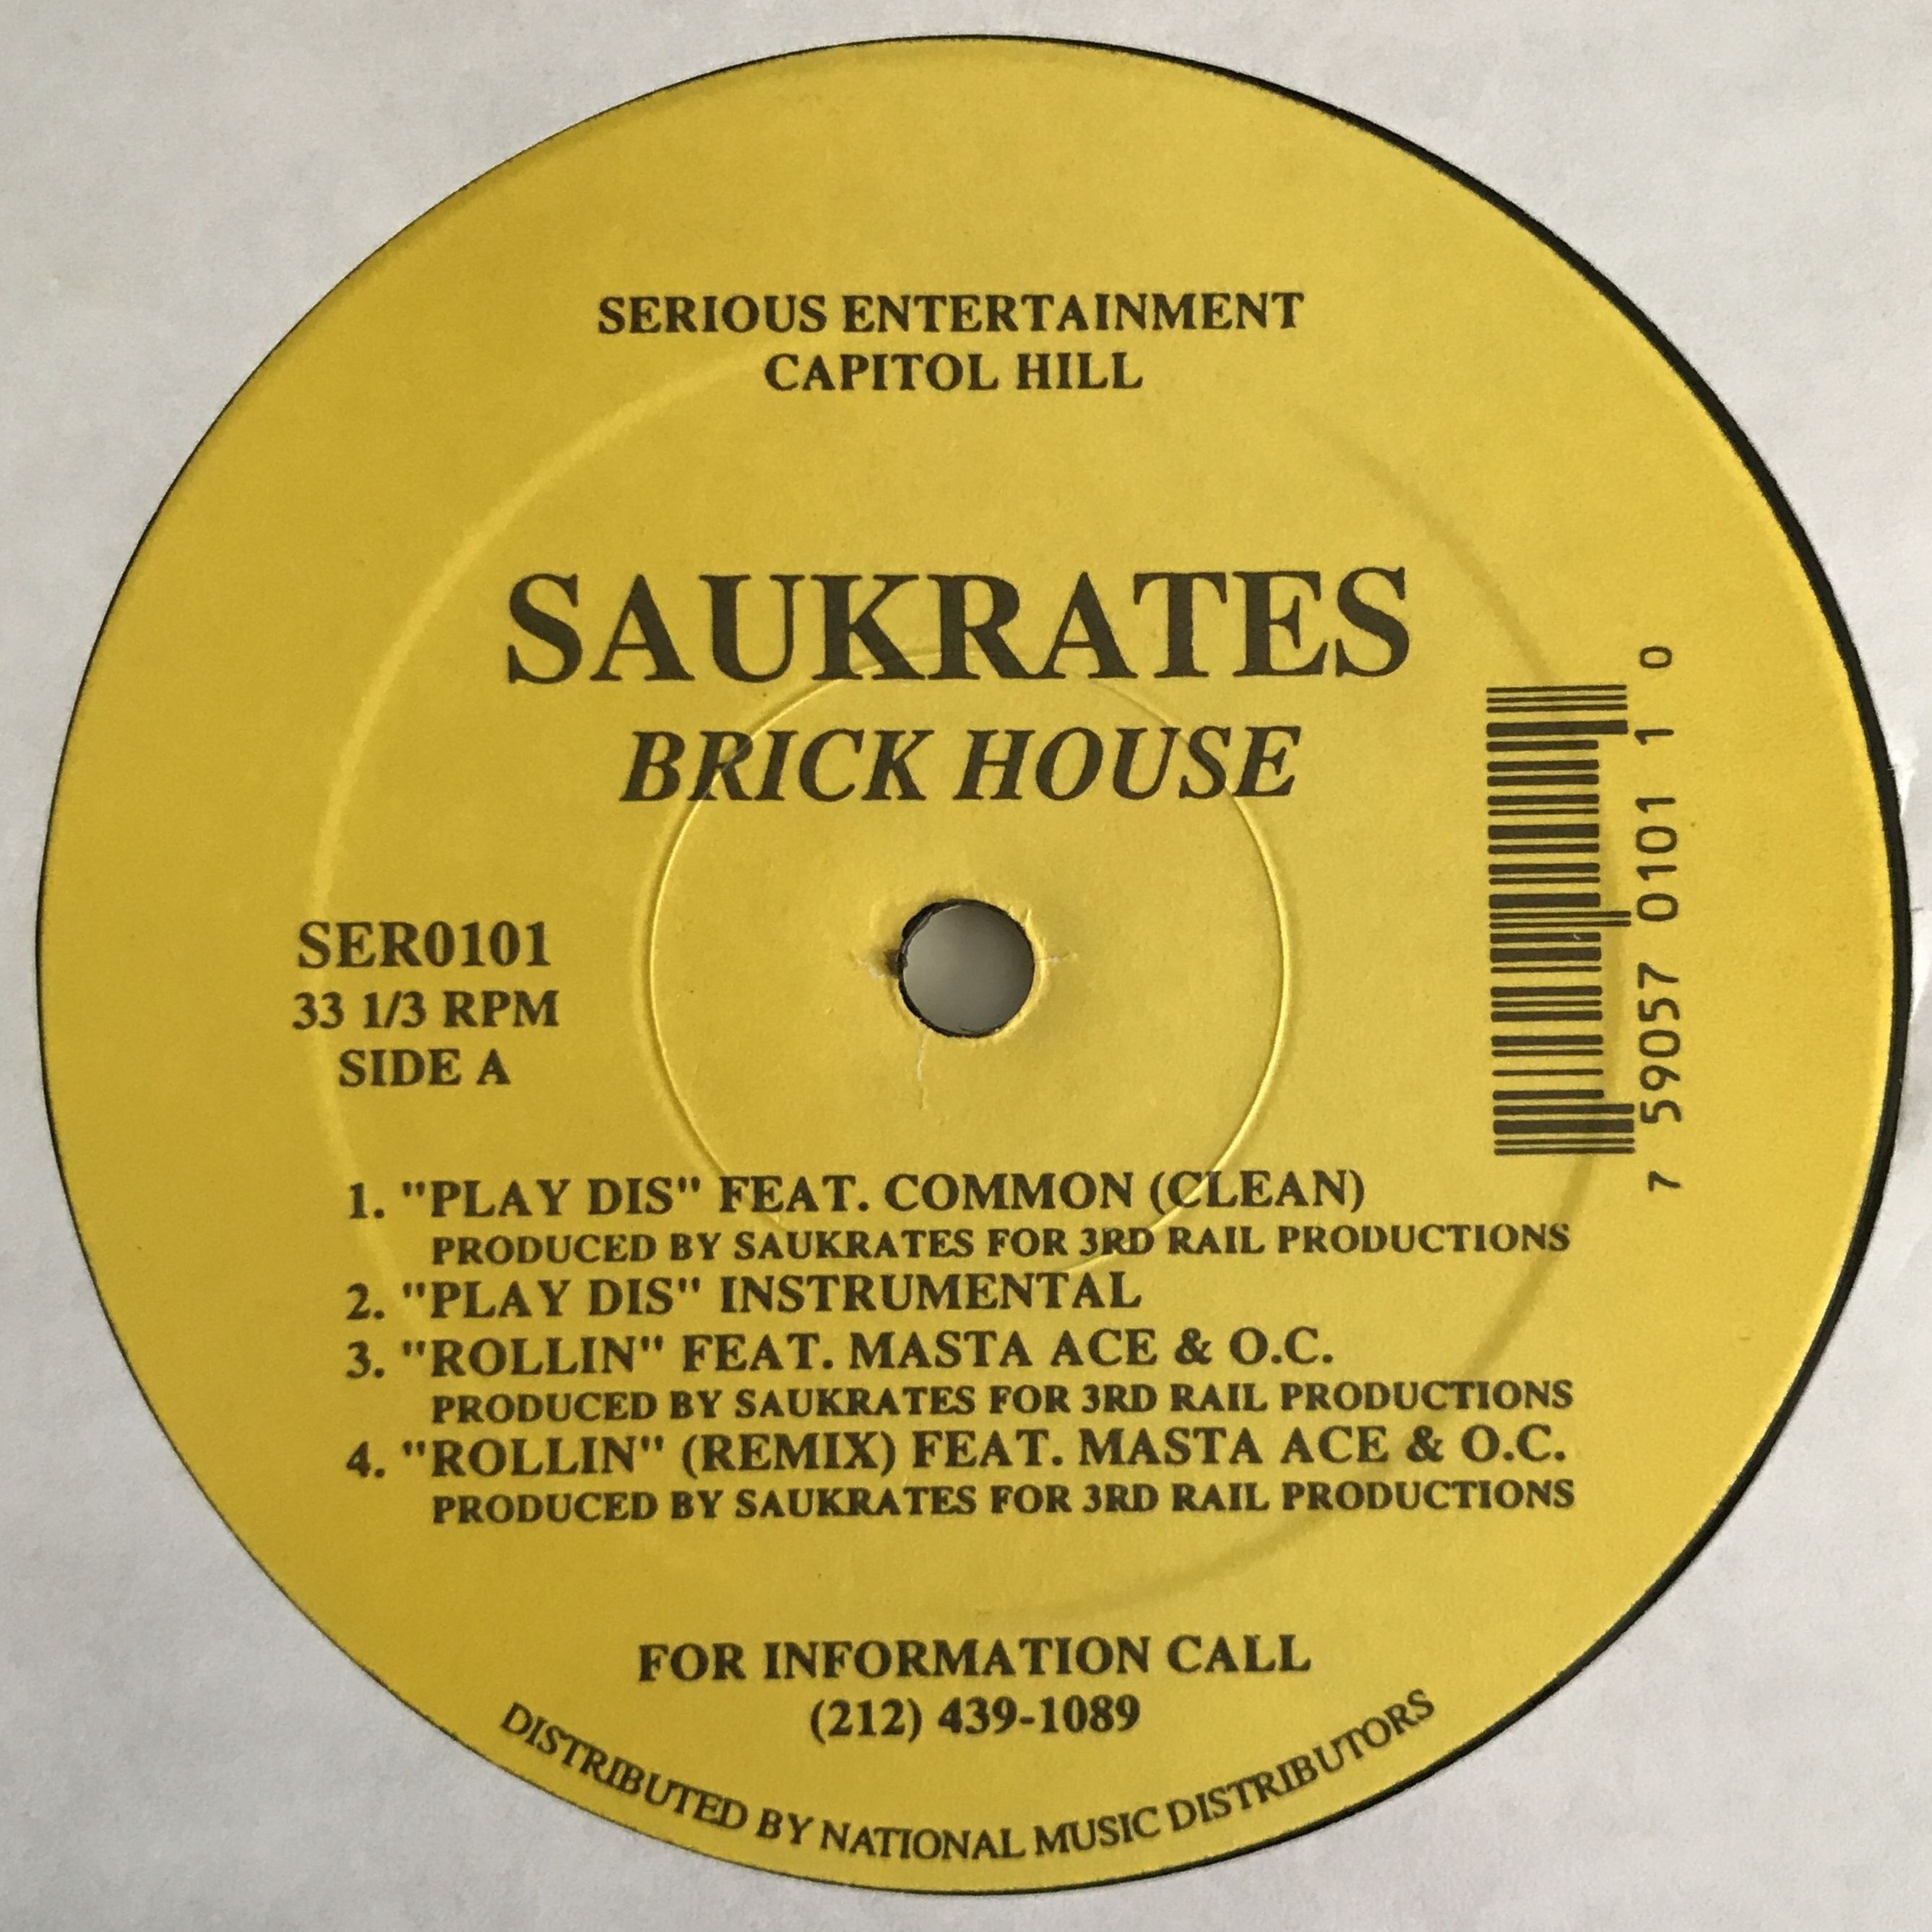 SERIOUS ENTERTAINMENT
CAPITOL HILL
SAUKRATES
BRICK HOUSE
SER0101
33 1/3 RPM
SIDE A
7 59057 0101 1 0
1. "PLAY DIS" FEAT. COMMON (CLEAN)
PRODUCED BY SAUKRATES FOR 3RD RAIL PRODUCTIONS
2. "PLAY DIS" INSTRUMENTAL
3. "ROLLIN" FEAT. MASTA ACE & O.C.
PRODUCED BY SAUKRATES FOR 3RD RAIL PRODUCTIONS
4. "ROLLIN" (REMIX) FEAT. MASTA ACE & O.C.
PRODUCED BY SAUKRATES FOR 3RD RAIL PRODUCTIONS
FOR INFORMATION CALL
(212) 439-1089
DISTRIBUTED BY NATIONAL MUSIC DISTRIBUTORS